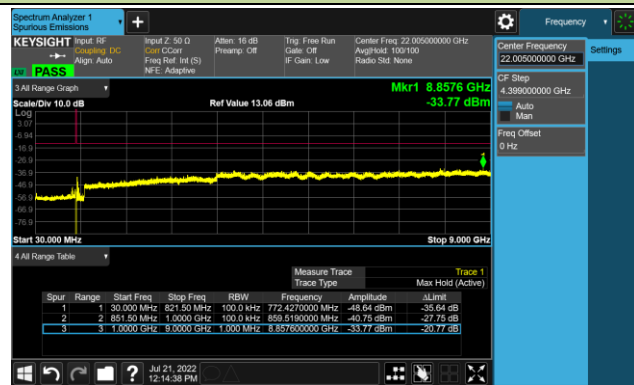 Spectrum Analyzer 1
Spurious Emissions
Frequency
KEYSIGHT Input: RF
Coupling: DC
Align: Auto
Input Z: 50 Ω
Corr CCorr
Freq Ref: Int (S)
NFE: Adaptive
Atten: 16 dB
Preamp: Off
Trig: Free Run
Gate: Off
IF Gain: Low
Center Freq: 22.005000000 GHz
Avg|Hold: 100/100
Radio Std: None
LXI PASS
Center Frequency
22.005000000 GHz
Settings
CF Step
4.399000000 GHz
Auto
Man
Freq Offset
0 Hz
3 All Range Graph
Mkr1 8.8576 GHz
-33.77 dBm
Scale/Div 10.0 dB
Ref Value 13.06 dBm
Log
3.07
-6.94
-16.9
-26.9
-36.9
-46.9
-56.9
-66.9
-76.9
1
Start 30.000 MHz
Stop 9.000 GHz
4 All Range Table
Measure Trace Trace 1
Trace Type Max Hold (Active)
Spur Range Start Freq Stop Freq RBW Frequency Amplitude ΔLimit
1 1 30.000 MHz 821.50 MHz 100.0 kHz 772.4270000 MHz -48.64 dBm -35.64 dB
2 2 851.50 MHz 1.0000 GHz 100.0 kHz 859.5190000 MHz -40.75 dBm -27.75 dB
3 3 1.0000 GHz 9.0000 GHz 1.000 MHz 8.857600000 GHz -33.77 dBm -20.77 dB
?
Jul 21, 2022
12:14:38 PM